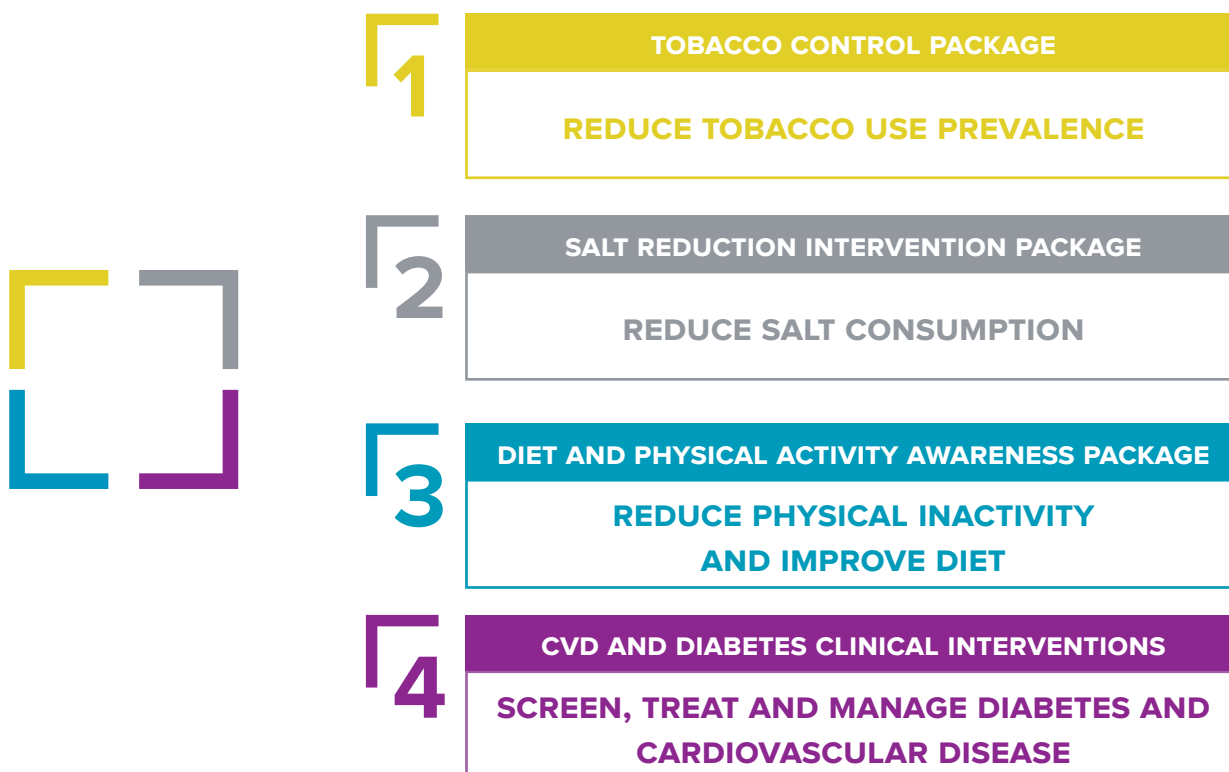 1
TOBACCO CONTROL PACKAGE
REDUCE TOBACCO USE PREVALENCE
2
SALT REDUCTION INTERVENTION PACKAGE
REDUCE SALT CONSUMPTION
3
DIET AND PHYSICAL ACTIVITY AWARENESS PACKAGE
REDUCE PHYSICAL INACTIVITY
AND IMPROVE DIET
4
CVD AND DIABETES CLINICAL INTERVENTIONS
SCREEN, TREAT AND MANAGE DIABETES AND
CARDIOVASCULAR DISEASE